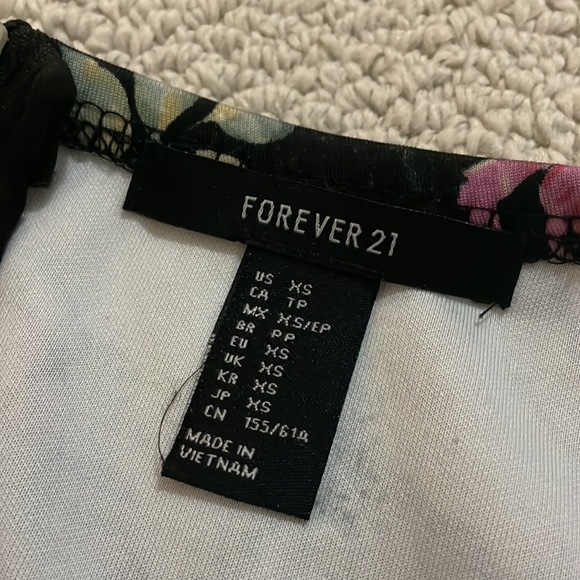 FOREVER 21
US XS
CA TP
MX XS/EP
BR PP
EU XS
UK XS
KR XS
JP XS
CN 155/61A
MADE IN
VIETNAM